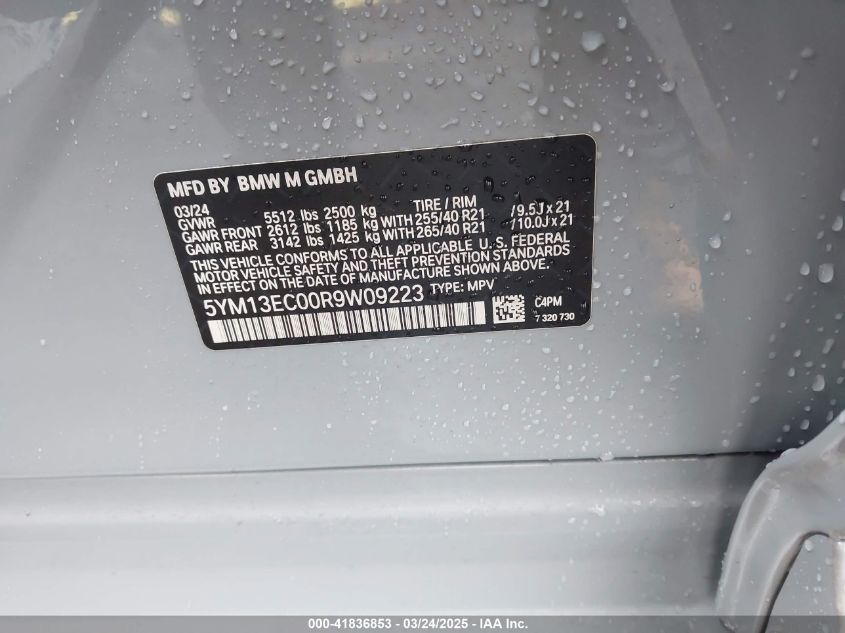 MFD BY BMW M GMBH
03/24 TIRE / RIM
GVWR 5512 lbs 2500 kg
GAWR FRONT 2612 lbs 1185 kg WITH 255/40 R21 /9.5J x 21
GAWR REAR 3142 lbs 1425 kg WITH 265/40 R21 /10.0J x 21
THIS VEHICLE CONFORMS TO ALL APPLICABLE U. S. FEDERAL
MOTOR VEHICLE SAFETY AND THEFT PREVENTION STANDARDS
IN EFFECT ON THE DATE OF MANUFACTURE SHOWN ABOVE.
5YM13EC00R9W09223 TYPE: MPV
C4PM
7 320 730
000-41836853 / 03/24/2025 - IAA Inc.